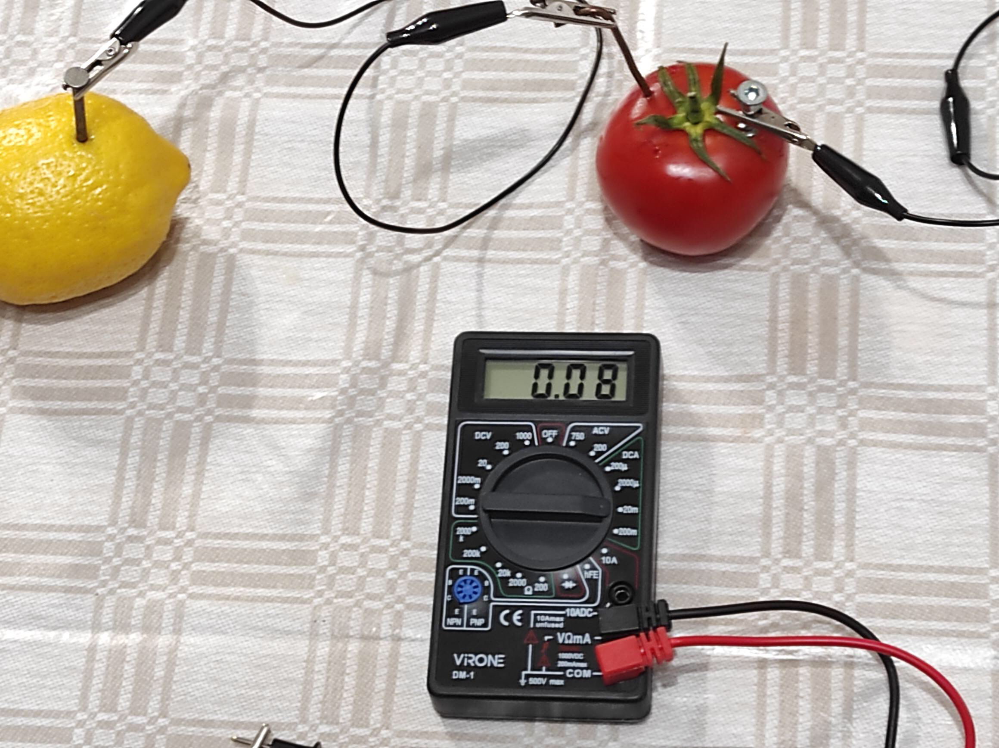 0.08
DCV 1000 OFF 750 ACV
200 200 DCA
20 200µ
2000m 2000µ
200m 20m
2000 k 200m
200k 10A
20k 2000 Ω 200 hFE
E E
B B
C C
E E
NPN PNP
CE
10Amax
unfused
10ADC
VΩmA
1000VDC
200mAmax
COM
500V max
ViRONE
DM-1